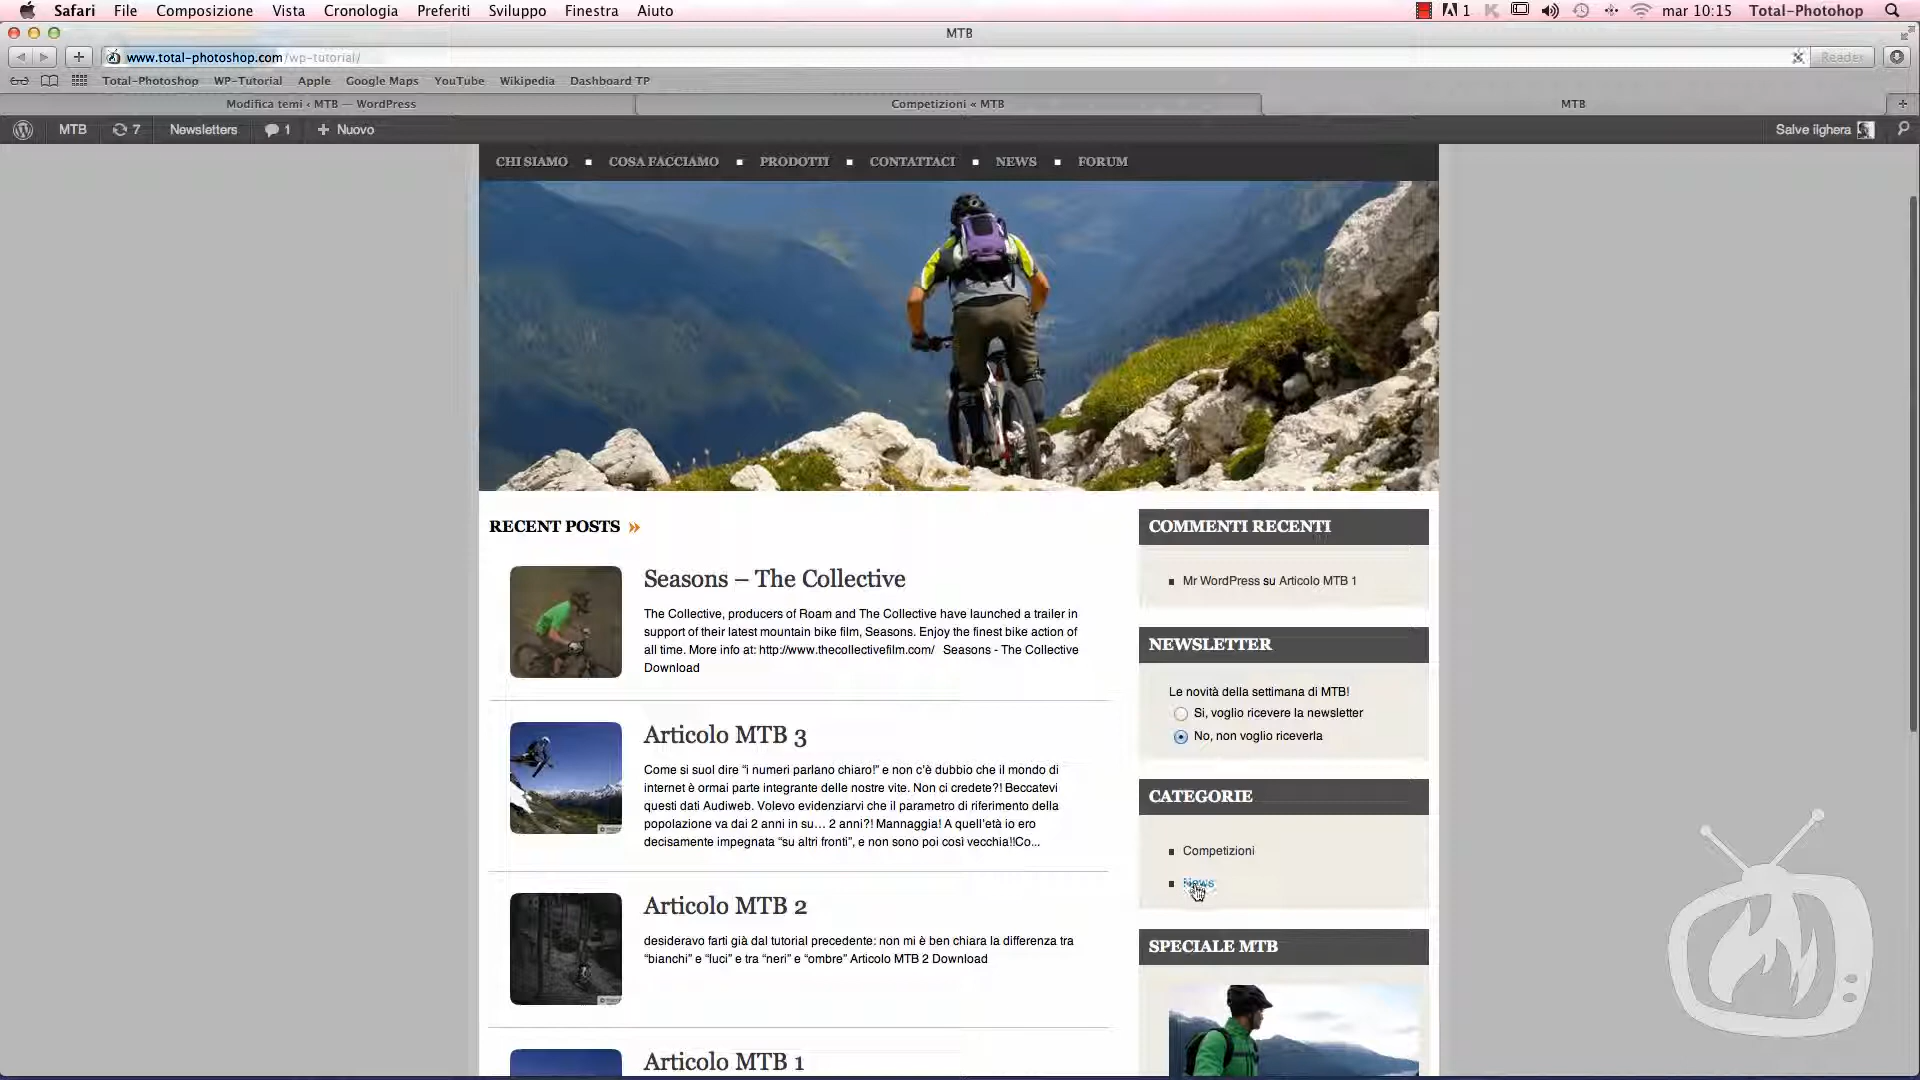 Safari File Composizione Vista Cronologia Preferiti Sviluppo Finestra Aiuto 1 mar 10:15 Total-Photohop
MTB
www.total-photoshop.com/wp-tutorial/ Reader
Total-Photoshop WP-Tutorial Apple Google Maps YouTube Wikipedia Dashboard TP
Modifica temi ‹ MTB — WordPress Competizioni « MTB MTB
MTB 7 Newsletters 1 + Nuovo Salve ilghera
CHI SIAMO COSA FACCIAMO PRODOTTI CONTATTACI NEWS FORUM
RECENT POSTS »
Seasons – The Collective
The Collective, producers of Roam and The Collective have launched a trailer in
support of their latest mountain bike film, Seasons. Enjoy the finest bike action of
all time. More info at: http://www.thecollectivefilm.com/ Seasons - The Collective
Download
Articolo MTB 3
Come si suol dire “i numeri parlano chiaro!” e non c’è dubbio che il mondo di
internet è ormai parte integrante delle nostre vite. Non ci credete?! Beccatevi
questi dati Audiweb. Volevo evidenziarvi che il parametro di riferimento della
popolazione va dai 2 anni in su… 2 anni?! Mannaggia! A quell’età io ero
decisamente impegnata “su altri fronti”, e non sono poi così vecchia!!Co...
Articolo MTB 2
desideravo farti già dal tutorial precedente: non mi è ben chiara la differenza tra
“bianchi” e “luci” e tra “neri” e “ombre” Articolo MTB 2 Download
Articolo MTB 1
COMMENTI RECENTI
Mr WordPress su Articolo MTB 1
NEWSLETTER
Le novità della settimana di MTB!
Si, voglio ricevere la newsletter
No, non voglio riceverla
CATEGORIE
Competizioni
News
SPECIALE MTB